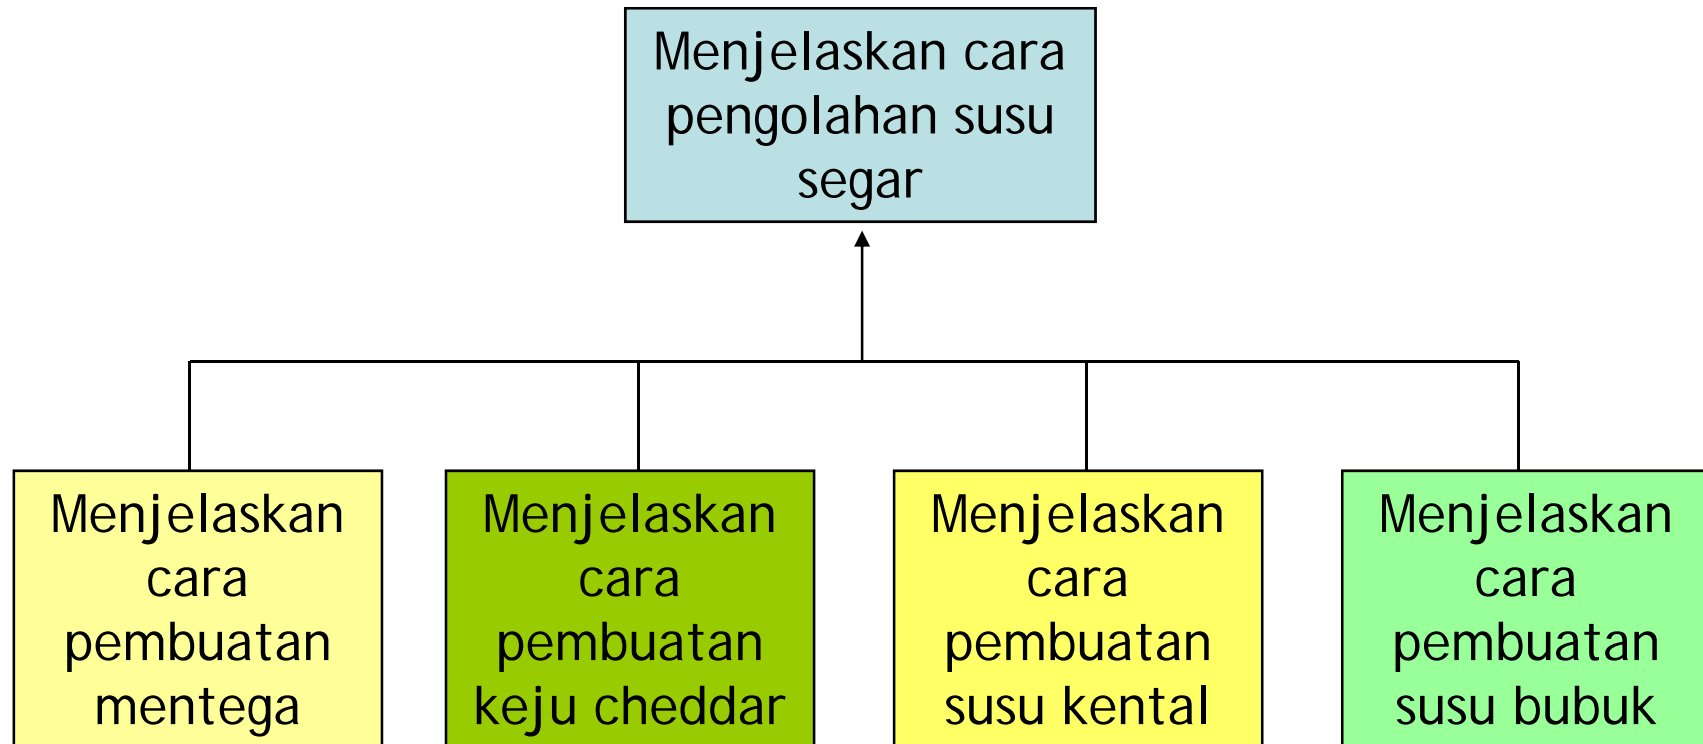 Menjelaskan cara
pengolahan susu
segar
Menjelaskan
cara
pembuatan
mentega
Menjelaskan
cara
pembuatan
keju cheddar
Menjelaskan
cara
pembuatan
susu kental
Menjelaskan
cara
pembuatan
susu bubuk